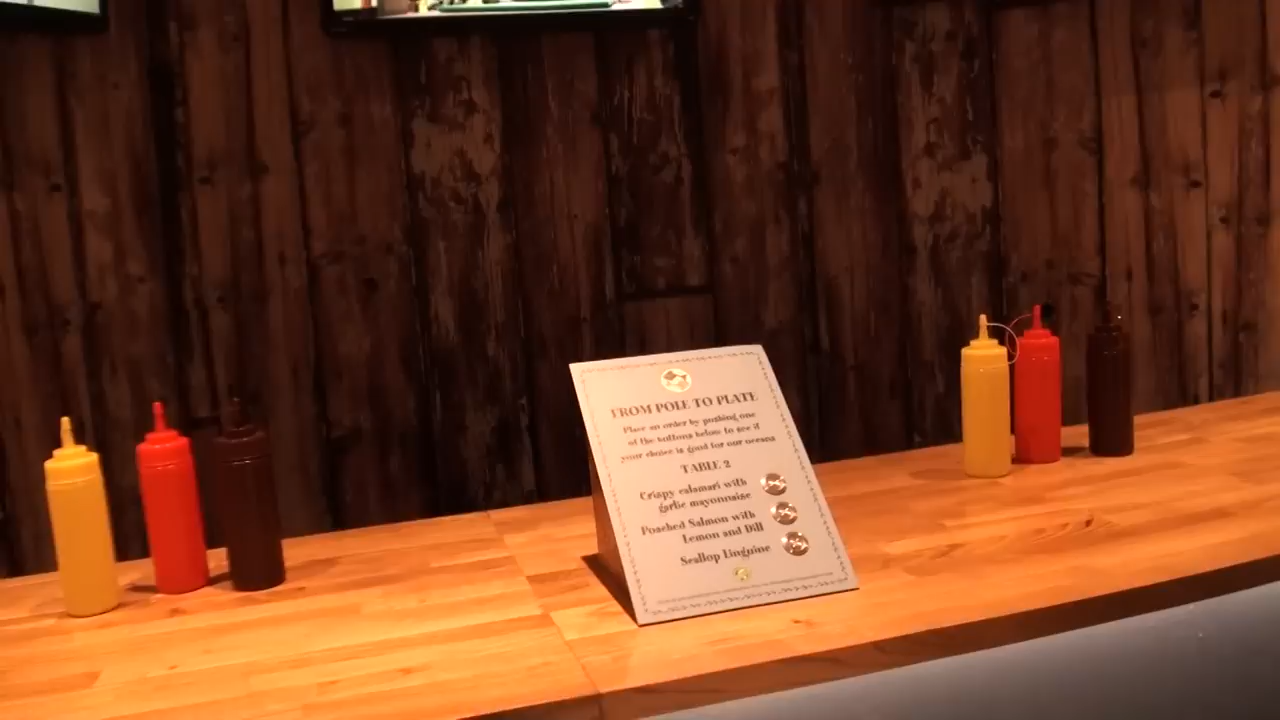 FROM POLE TO PLATE
Place an order by pushing one
of the buttons below to see if
your choice is good for our oceans
TABLE 2
Crispy calamari with
garlic mayonnaise
Poached Salmon with
Lemon and Dill
Scallop Linguine